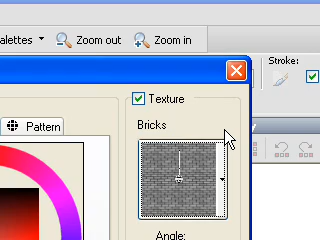 alettes Zoom out Zoom in
Stroke:
Texture
Pattern
Bricks
Angle: